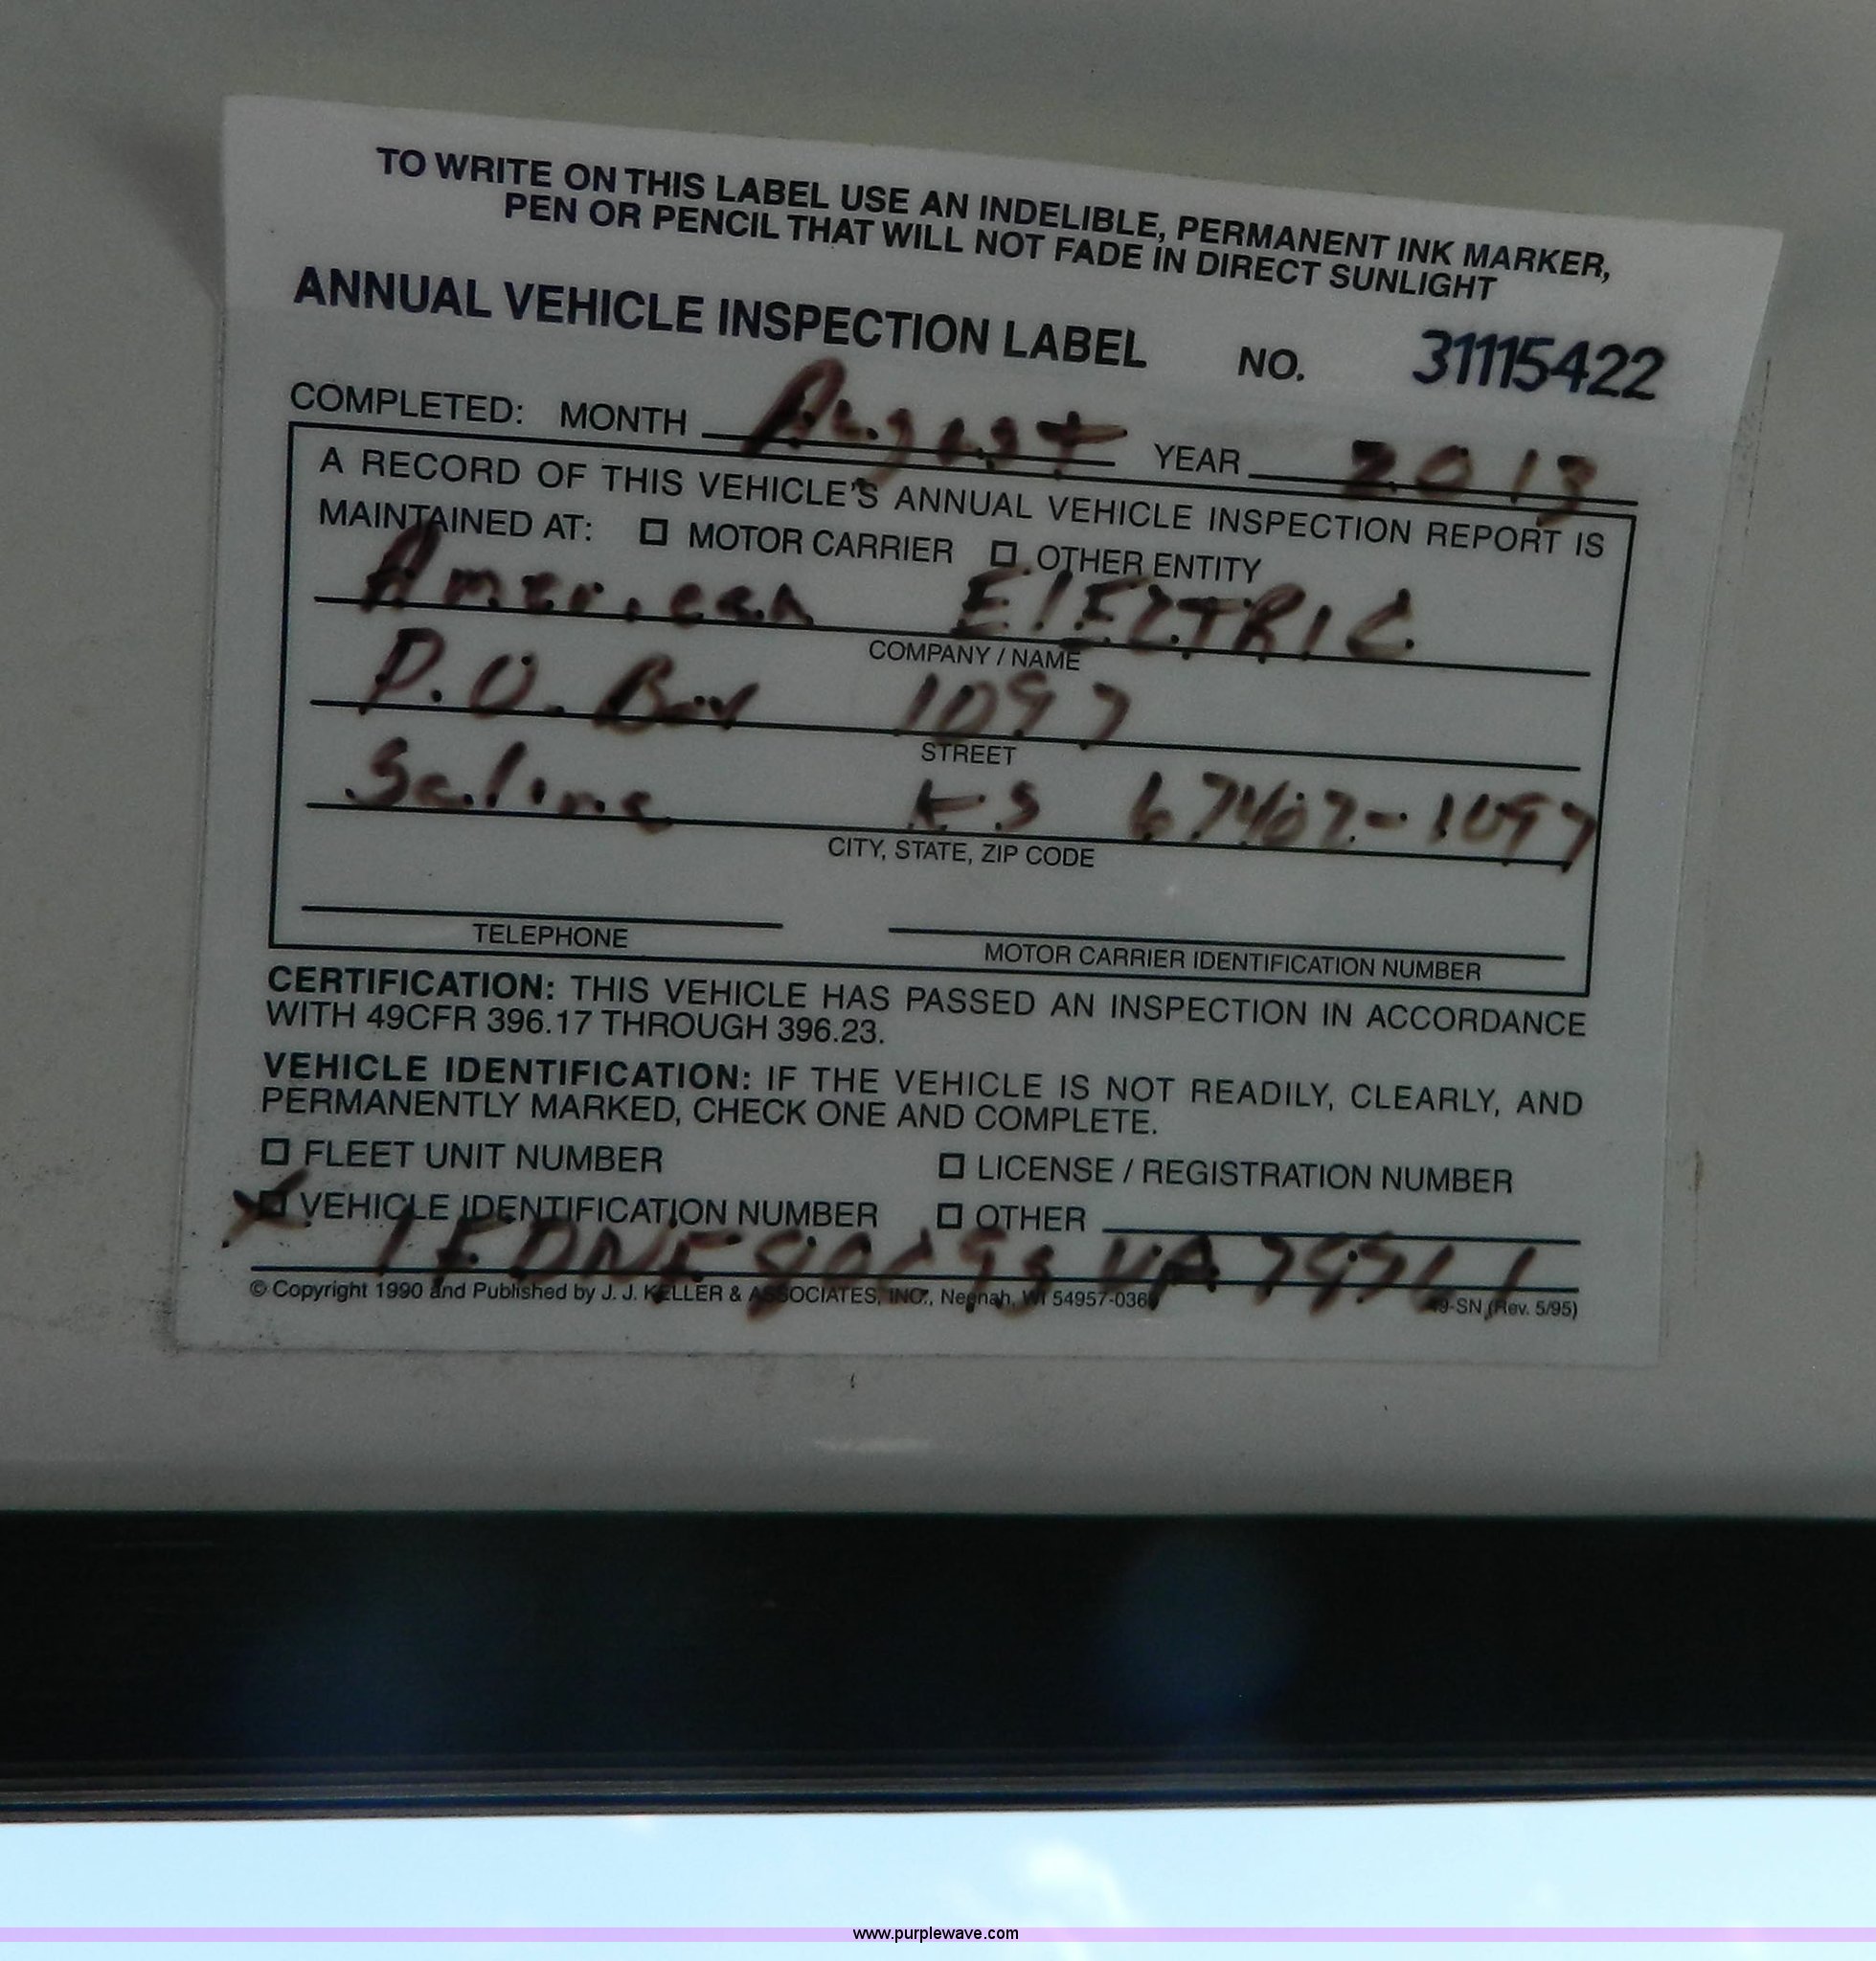 TO WRITE ON THIS LABEL USE AN INDELIBLE, PERMANENT INK MARKER,
PEN OR PENCIL THAT WILL NOT FADE IN DIRECT SUNLIGHT
ANNUAL VEHICLE INSPECTION LABEL NO. 31115422
COMPLETED: MONTH August YEAR 2013
A RECORD OF THIS VEHICLE'S ANNUAL VEHICLE INSPECTION REPORT IS
MAINTAINED AT: MOTOR CARRIER OTHER ENTITY
American ElECTRIC
COMPANY / NAME
P.O. Box 1097
STREET
Salina KS 67402-1097
CITY, STATE, ZIP CODE
TELEPHONE MOTOR CARRIER IDENTIFICATION NUMBER
CERTIFICATION: THIS VEHICLE HAS PASSED AN INSPECTION IN ACCORDANCE
WITH 49CFR 396.17 THROUGH 396.23.
VEHICLE IDENTIFICATION: IF THE VEHICLE IS NOT READILY, CLEARLY, AND
PERMANENTLY MARKED, CHECK ONE AND COMPLETE.
FLEET UNIT NUMBER LICENSE / REGISTRATION NUMBER
X VEHICLE IDENTIFICATION NUMBER OTHER
© Copyright 1990 and Published by J. J. KELLER & ASSOCIATES, INC., Neenah, WI 54957-0368 49-SN (Rev. 5/95)
www.purplewave.com